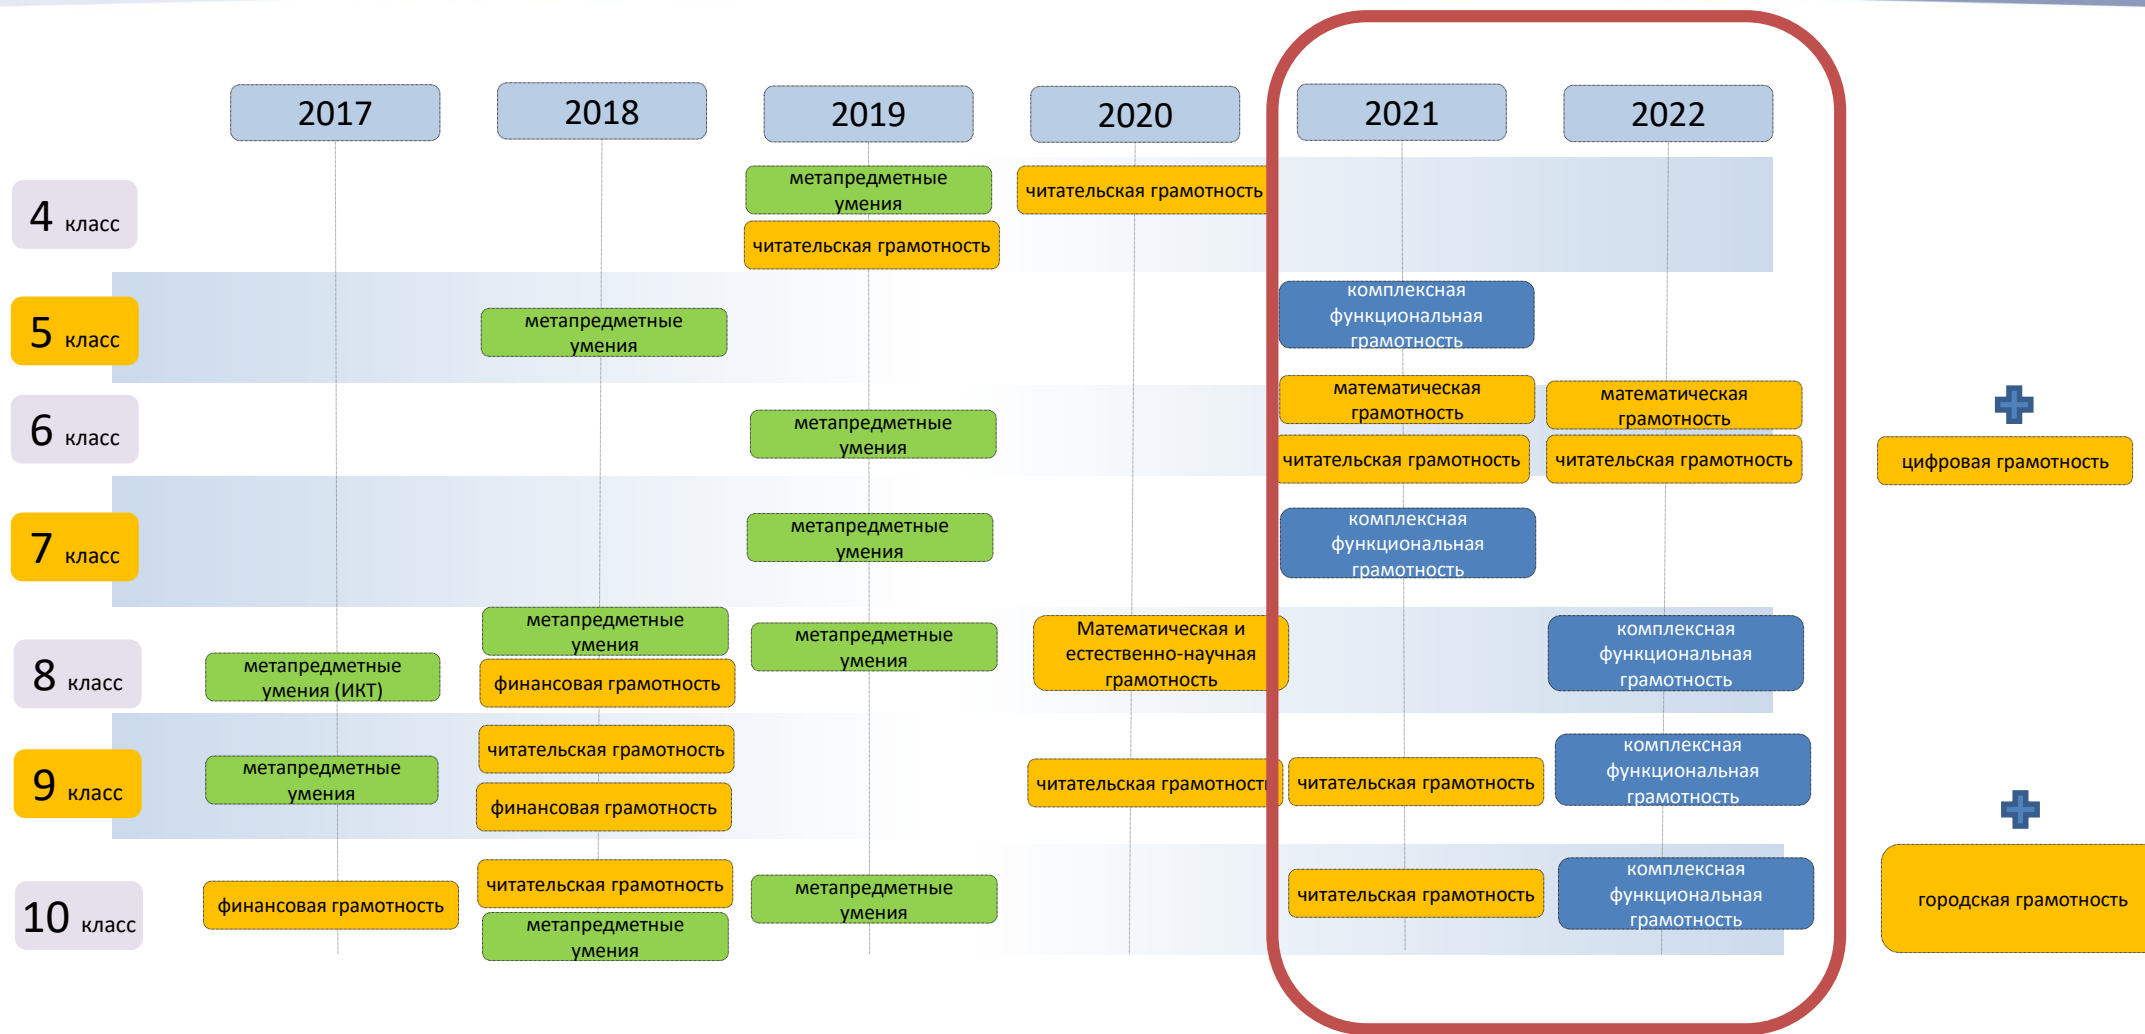 2017
2018
2019
2020
2021
2022
4 класс
метапредметные
умения
читательская грамотность
читательская грамотность
5 класс
метапредметные
умения
комплексная
функциональная
грамотность
6 класс
метапредметные
умения
математическая
грамотность
читательская грамотность
математическая
грамотность
читательская грамотность
цифровая грамотность
7 класс
метапредметные
умения
комплексная
функциональная
грамотность
8 класс
метапредметные
умения (ИКТ)
метапредметные
умения
финансовая грамотность
метапредметные
умения
Математическая и
естественно-научная
грамотность
комплексная
функциональная
грамотность
9 класс
метапредметные
умения
читательская грамотность
финансовая грамотность
читательская грамотность
читательская грамотность
комплексная
функциональная
грамотность
10 класс
финансовая грамотность
читательская грамотность
метапредметные
умения
метапредметные
умения
читательская грамотность
комплексная
функциональная
грамотность
городская грамотность